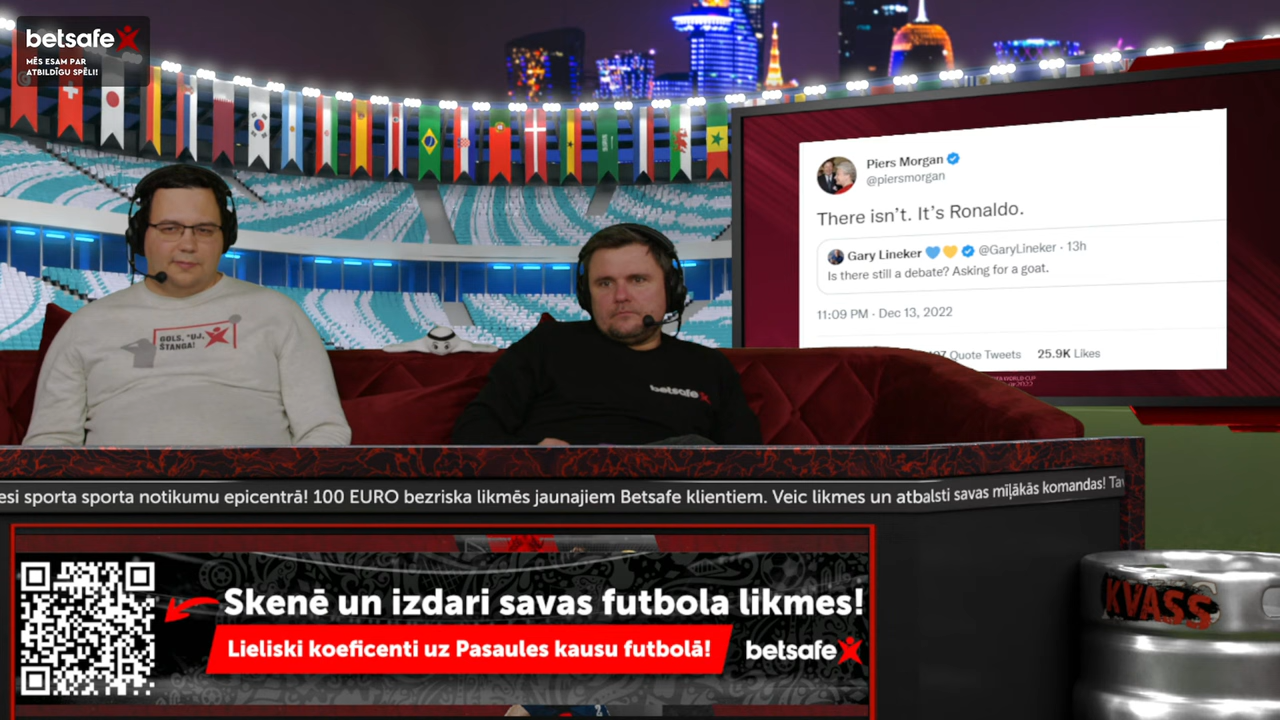 betsafe
MĒS ESAM PAR
ATBILDĪGU SPĒLI!
Piers Morgan
@piersmorgan
There isn't. It's Ronaldo.
Gary Lineker 💙💛 @GaryLineker · 13h
Is there still a debate? Asking for a goat.
11:09 PM · Dec 13, 2022
Quote Tweets 25.9K Likes
GOLS, "UJ,
ŠTANGA!
betsafe
esi sporta sporta notikumu epicentrā! 100 EURO bezriska likmēs jaunajiem Betsafe klientiem. Veic likmes un atbalsti savas mīļākās komandas! Tav
Skenē un izdari savas futbola likmes!
Lieliski koeficenti uz Pasaules kausu futbolā!
betsafe
KVASS